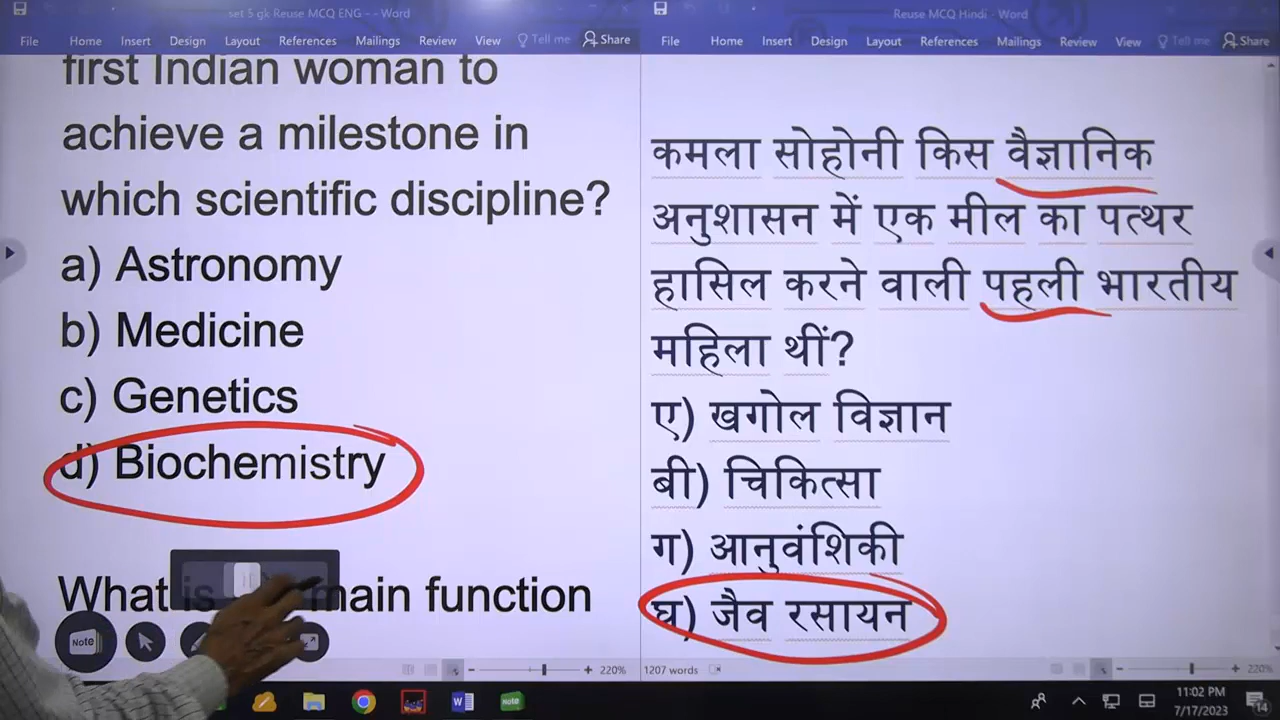 set 5 gk Reuse MCQ ENG - - Word
File Home Insert Design Layout References Mailings Review View Tell me Share
first Indian woman to
achieve a milestone in
which scientific discipline?
a) Astronomy
b) Medicine
c) Genetics
d) Biochemistry
What is main function
Note
220%
Reuse MCQ Hindi - Word
File Home Insert Design Layout References Mailings Review View Tell me Share
कमला सोहोनी किस वैज्ञानिक
अनुशासन में एक मील का पत्थर
हासिल करने वाली पहली भारतीय
महिला थीं?
ए) खगोल विज्ञान
बी) चिकित्सा
ग) आनुवंशिकी
घ) जैव रसायन
1207 words 220%
Note
11:02 PM
7/17/2023
14